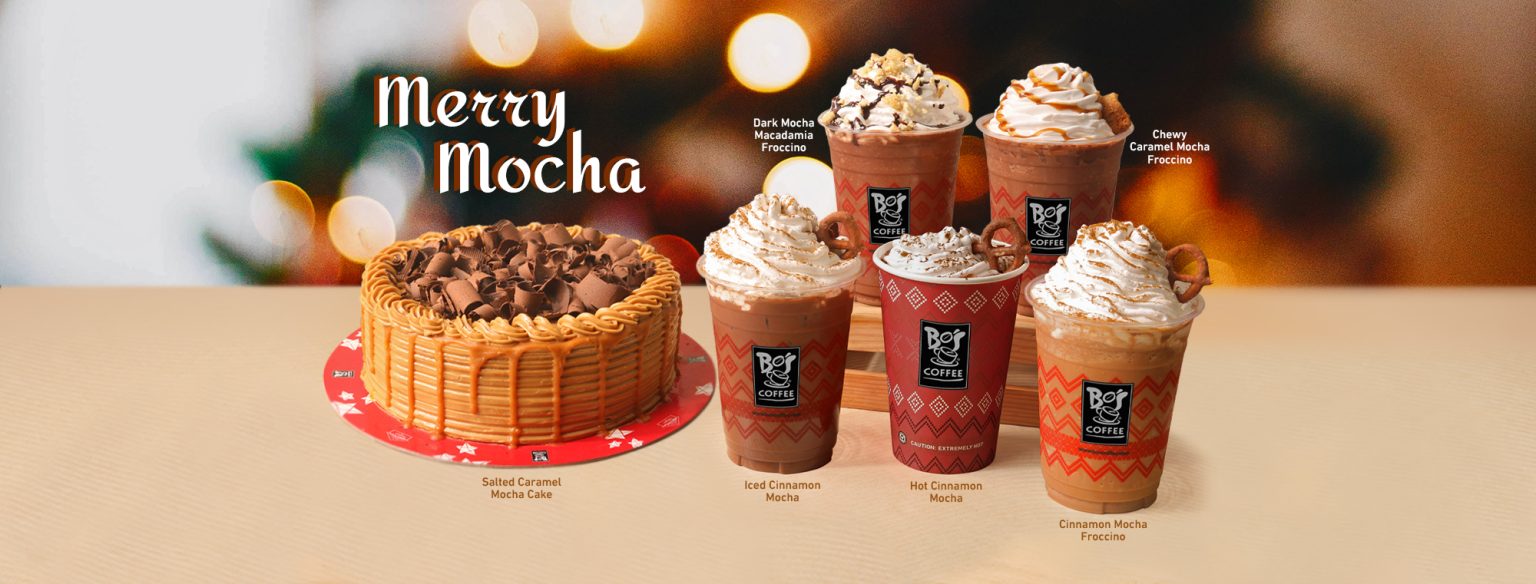 Merry
Mocha
Dark Mocha
Macadamia
Froccino
Chewy
Caramel Mocha
Froccino
Bo's
COFFEE
Bo's
COFFEE
Bo's
COFFEE
Bo's
COFFEE
Bo's
COFFEE
CAUTION: EXTREMELY HOT
Salted Caramel
Mocha Cake
Iced Cinnamon
Mocha
Hot Cinnamon
Mocha
Cinnamon Mocha
Froccino